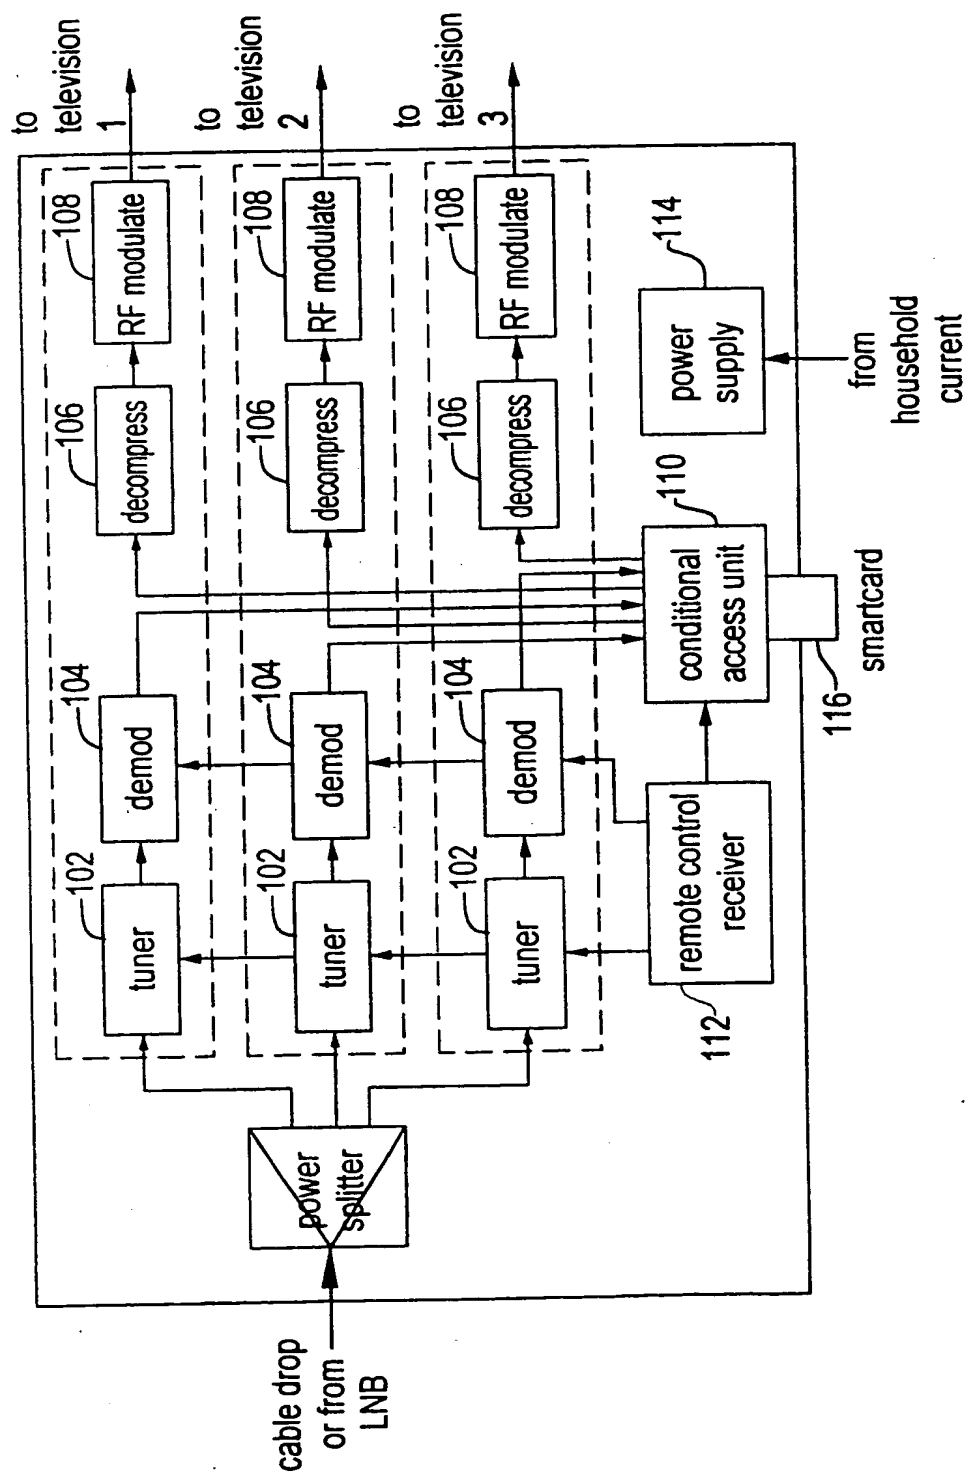 cable drop
or from
LNB
power
splitter
102
tuner
104
demod
106
decompress
108
RF modulate
to
television
1
102
tuner
104
demod
106
decompress
108
RF modulate
to
television
2
102
tuner
104
demod
106
decompress
108
RF modulate
to
television
3
112
remote control
receiver
110
conditional
access unit
114
power
supply
116
smartcard
from
household
current